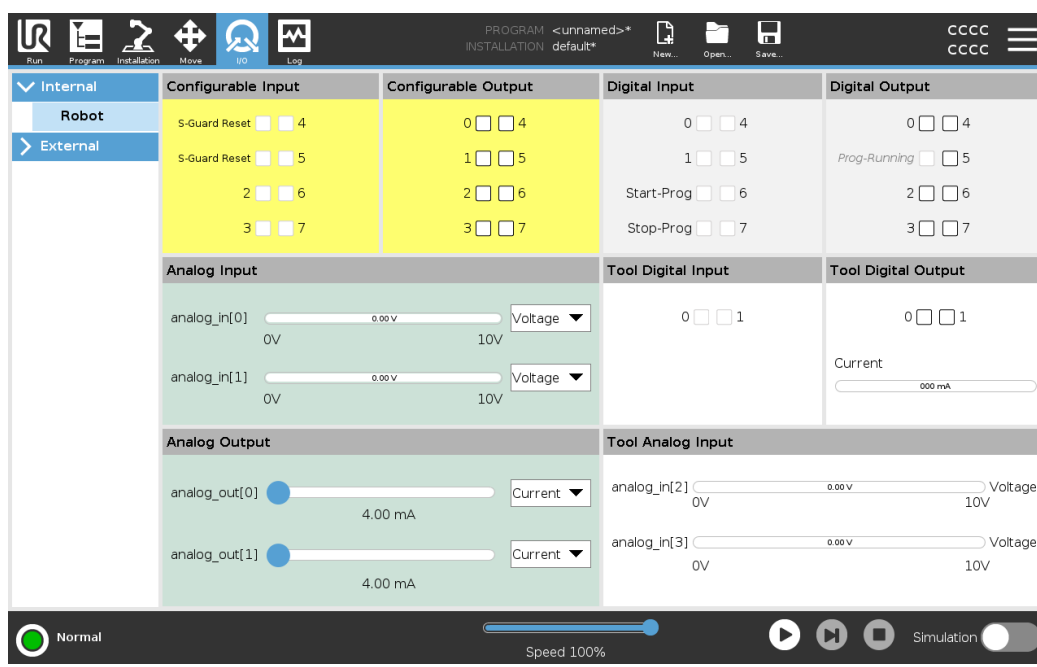 PROGRAM <unnamed>*
INSTALLATION default*
CCCC
CCCC
Run Program Installation Move I/O Log New... Open... Save...
Internal
Robot
External
Configurable Input Configurable Output Digital Input Digital Output
S-Guard Reset 4 0 4 0 4 0 4
S-Guard Reset 5 1 5 1 5 Prog-Running 5
2 6 2 6 Start-Prog 6 2 6
3 7 3 7 Stop-Prog 7 3 7
Analog Input Tool Digital Input Tool Digital Output
analog_in[0] 0.00 V Voltage 0 1 0 1
0V 10V
Current
analog_in[1] 0.00 V Voltage 000 mA
0V 10V
Analog Output Tool Analog Input
analog_out[0] Current analog_in[2] 0.00 V Voltage
4.00 mA 0V 10V
analog_out[1] Current analog_in[3] 0.00 V Voltage
4.00 mA 0V 10V
Normal Speed 100% Simulation